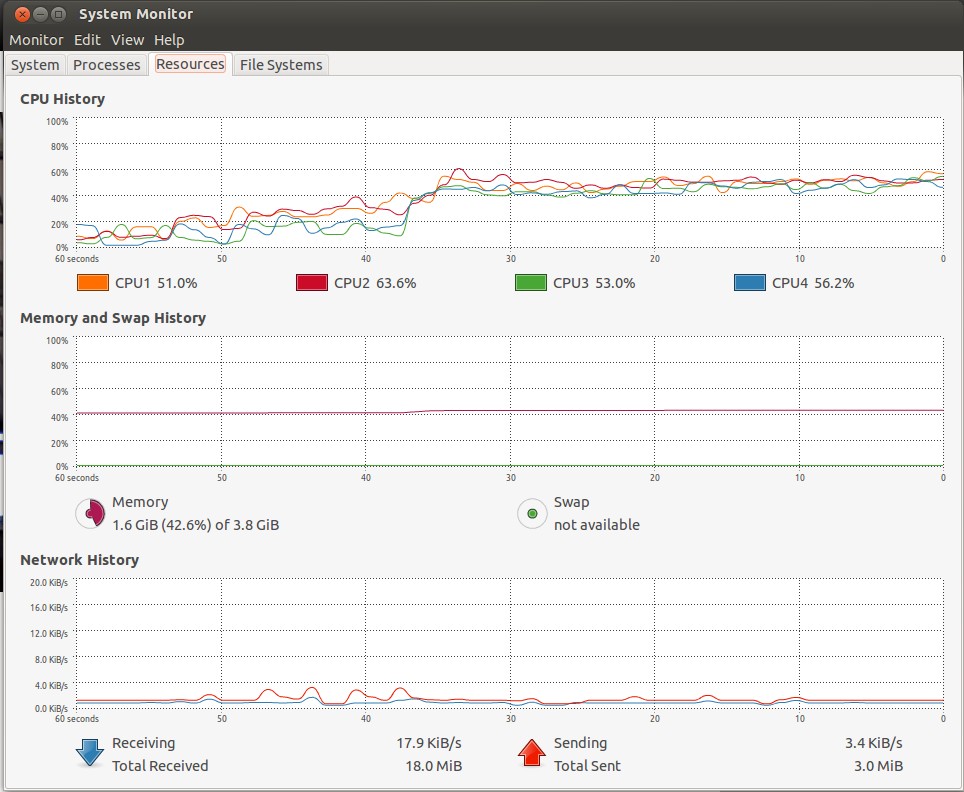 System Monitor
Monitor Edit View Help
System Processes Resources File Systems
CPU History
100%
80%
60%
40%
20%
0%
60 seconds 50 40 30 20 10 0
CPU1 51.0% CPU2 63.6% CPU3 53.0% CPU4 56.2%
Memory and Swap History
100%
80%
60%
40%
20%
0%
60 seconds 50 40 30 20 10 0
Memory
1.6 GiB (42.6%) of 3.8 GiB
Swap
not available
Network History
20.0 KiB/s
16.0 KiB/s
12.0 KiB/s
8.0 KiB/s
4.0 KiB/s
0.0 KiB/s
60 seconds 50 40 30 20 10 0
Receiving 17.9 KiB/s
Total Received 18.0 MiB
Sending 3.4 KiB/s
Total Sent 3.0 MiB